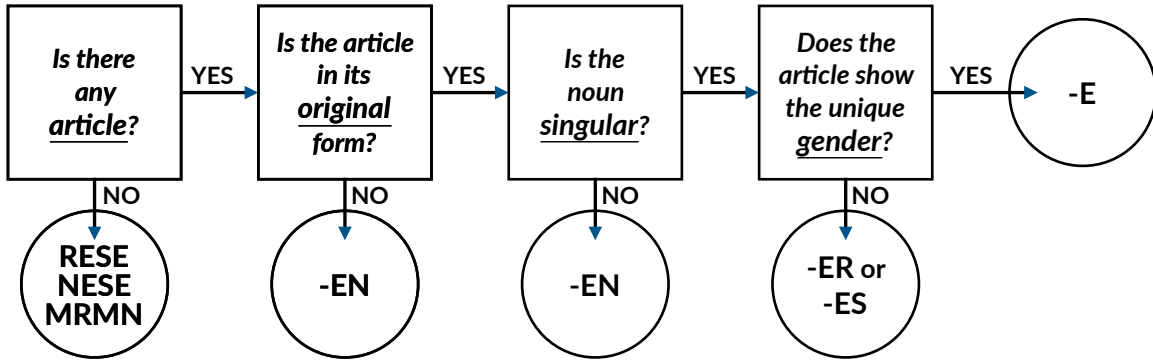 Is there
any
article?
YES
NO
RESE
NESE
MRMN
Is the article
in its
original
form?
YES
NO
-EN
Is the
noun
singular?
YES
NO
-EN
Does the
article show
the unique
gender?
YES
NO
-ER or
-ES
-E